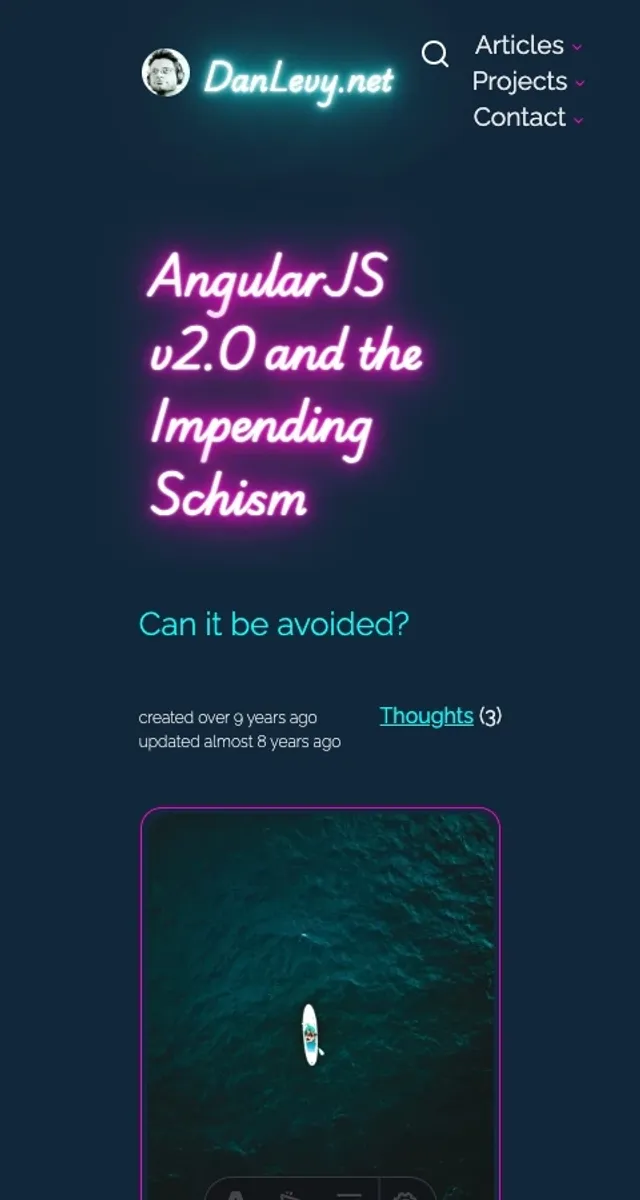 DanLevy.net
Articles
Projects
Contact
AngularJS
v2.0 and the
Impending
Schism
Can it be avoided?
created over 9 years ago
updated almost 8 years ago
Thoughts (3)